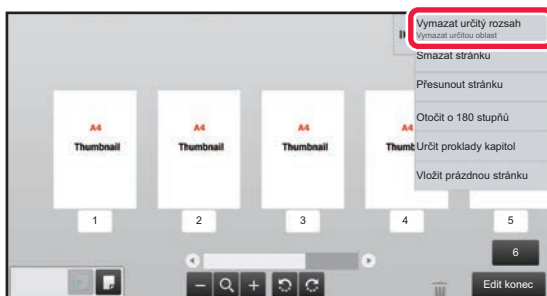 Vymazat určitý rozsah
Vymazat určitou oblast
Smazat stránku
Přesunout stránku
Otočit o 180 stupňů
Určit proklady kapitol
Vložit prázdnou stránku
A4
Thumbnail
A4
Thumbnail
A4
Thumbnail
A4
1
2
3
4
5
6
Edit konec